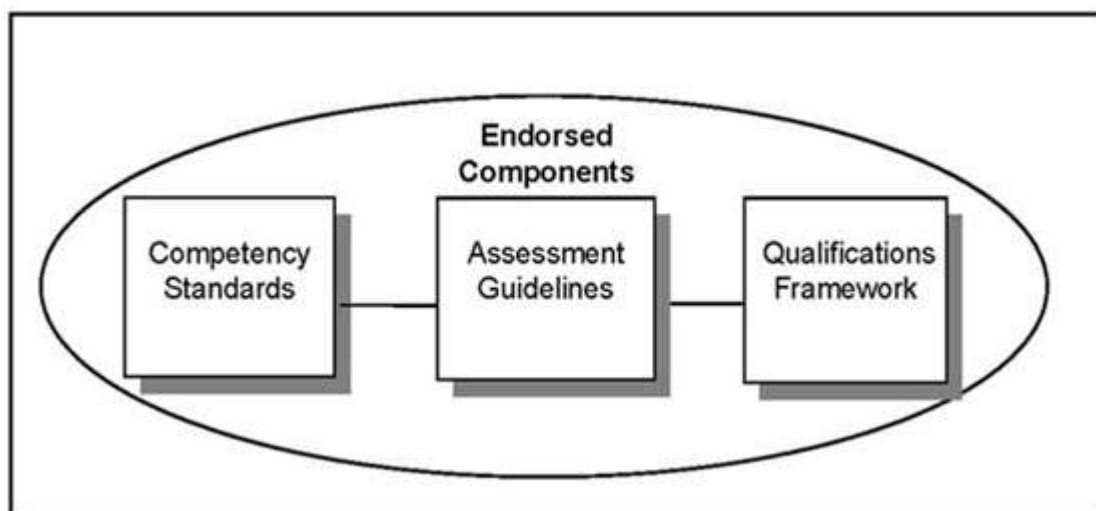 Endorsed
Components
Competency
Standards
Assessment
Guidelines
Qualifications
Framework